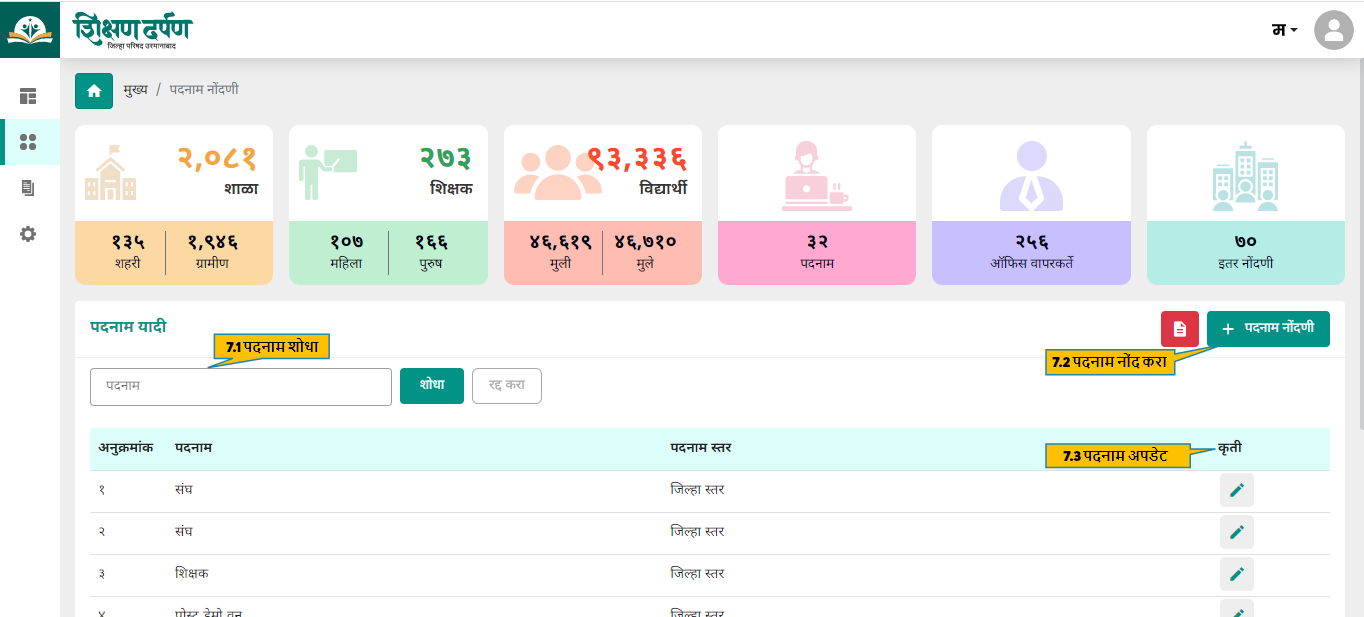 शिक्षण दर्पण
जिल्हा परिषद उस्मानाबाद
म
मुख्य / पदनाम नोंदणी
२,०८१
शाळा
१३५ १,९४६
शहरी ग्रामीण
२७३
शिक्षक
१०७ १६६
महिला पुरुष
९३,३३६
विद्यार्थी
४६,६१९ ४६,७१०
मुली मुले
३२
पदनाम
२५६
ऑफिस वापरकर्ते
७०
इतर नोंदणी
पदनाम यादी
+ पदनाम नोंदणी
7.1 पदनाम शोधा
7.2 पदनाम नोंद करा
पदनाम शोधा रद्द करा
अनुक्रमांक पदनाम पदनाम स्तर कृती
7.3 पदनाम अपडेट
१ संघ जिल्हा स्तर
२ संघ जिल्हा स्तर
३ शिक्षक जिल्हा स्तर
४ पोस्ट डेमो वन जिल्हा स्तर